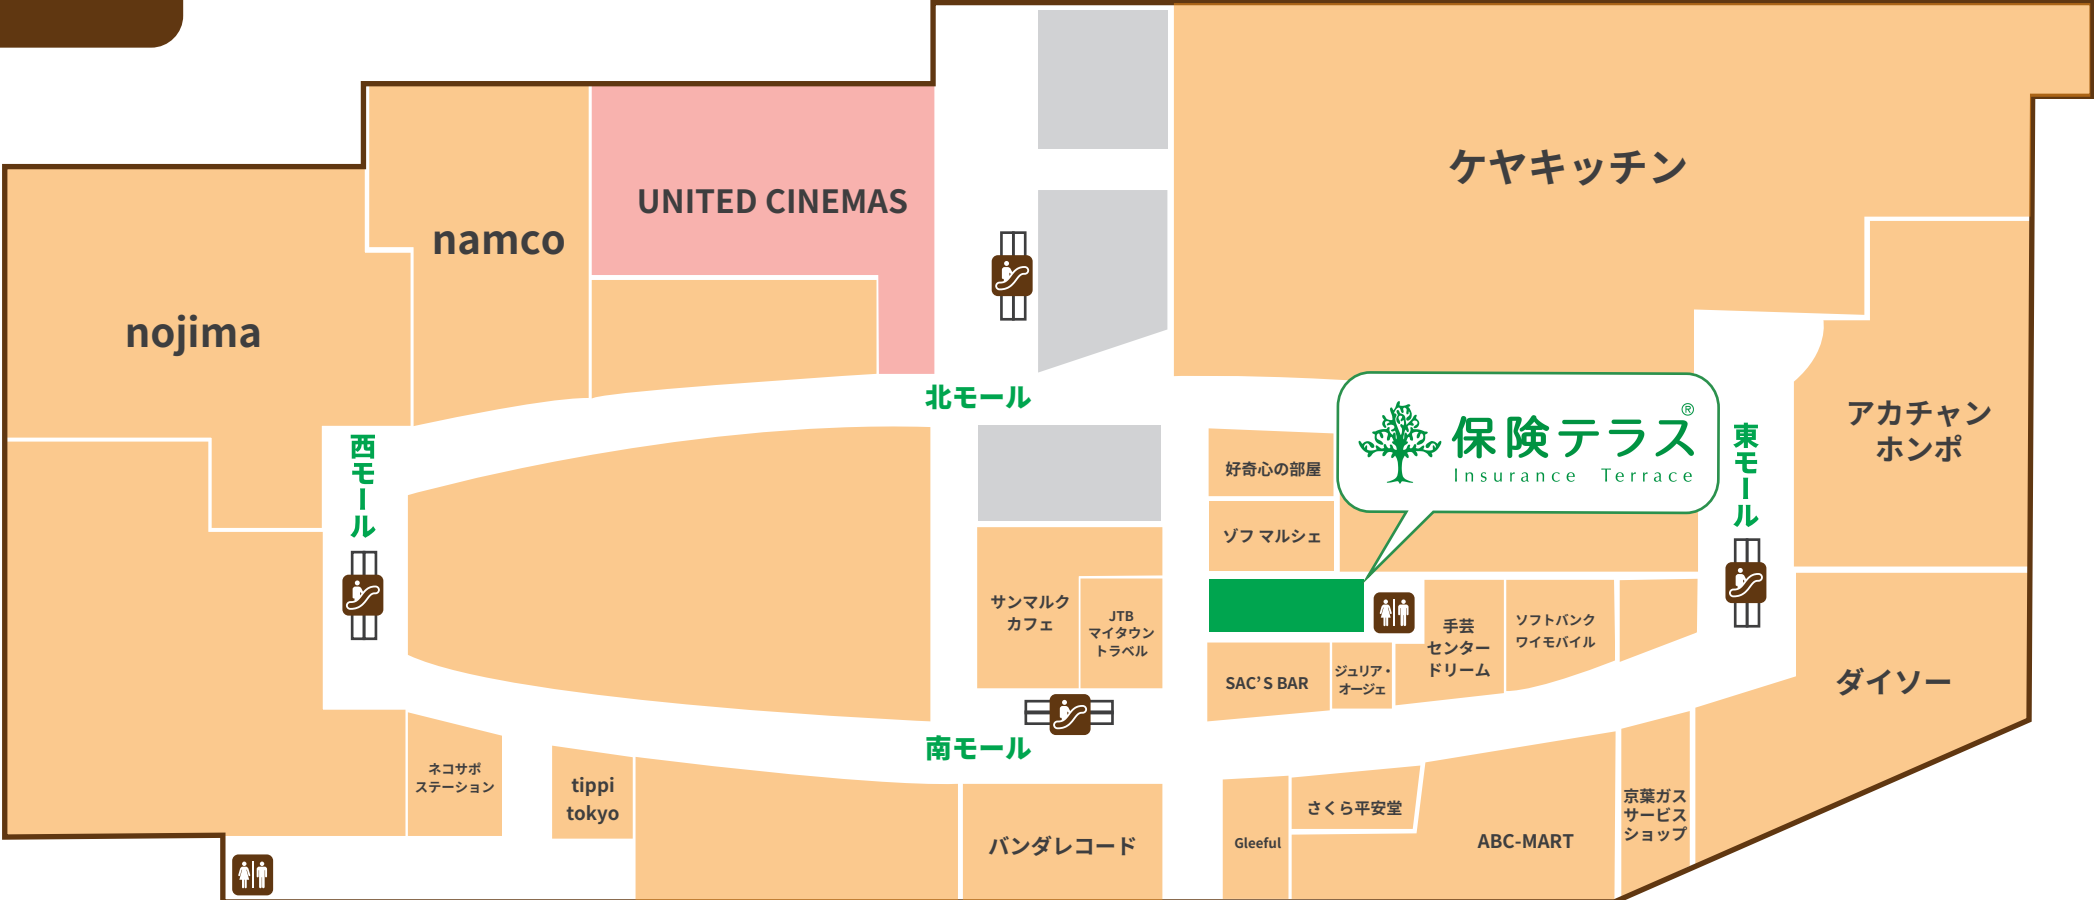 ケヤキッチン
UNITED CINEMAS
namco
nojima
北モール
西モール
東モール
保険テラス®
Insurance Terrace
アカチャン
ホンポ
好奇心の部屋
ゾフ マルシェ
サンマルク
カフェ
JTB
マイタウン
トラベル
手芸
センター
ドリーム
ソフトバンク
ワイモバイル
SAC'S BAR
ジュリア・
オージェ
ダイソー
南モール
ネコサポ
ステーション
tippi
tokyo
バンダレコード
Gleeful
さくら平安堂
ABC-MART
京葉ガス
サービス
ショップ